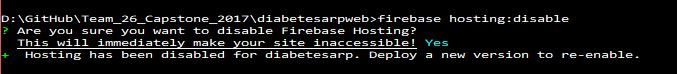 D:\GitHub\Team_26_Capstone_2017\diabetesarpweb>firebase hosting:disable
? Are you sure you want to disable Firebase Hosting?
This will immediately make your site inaccessible! Yes
+ Hosting has been disabled for diabetesarp. Deploy a new version to re-enable.